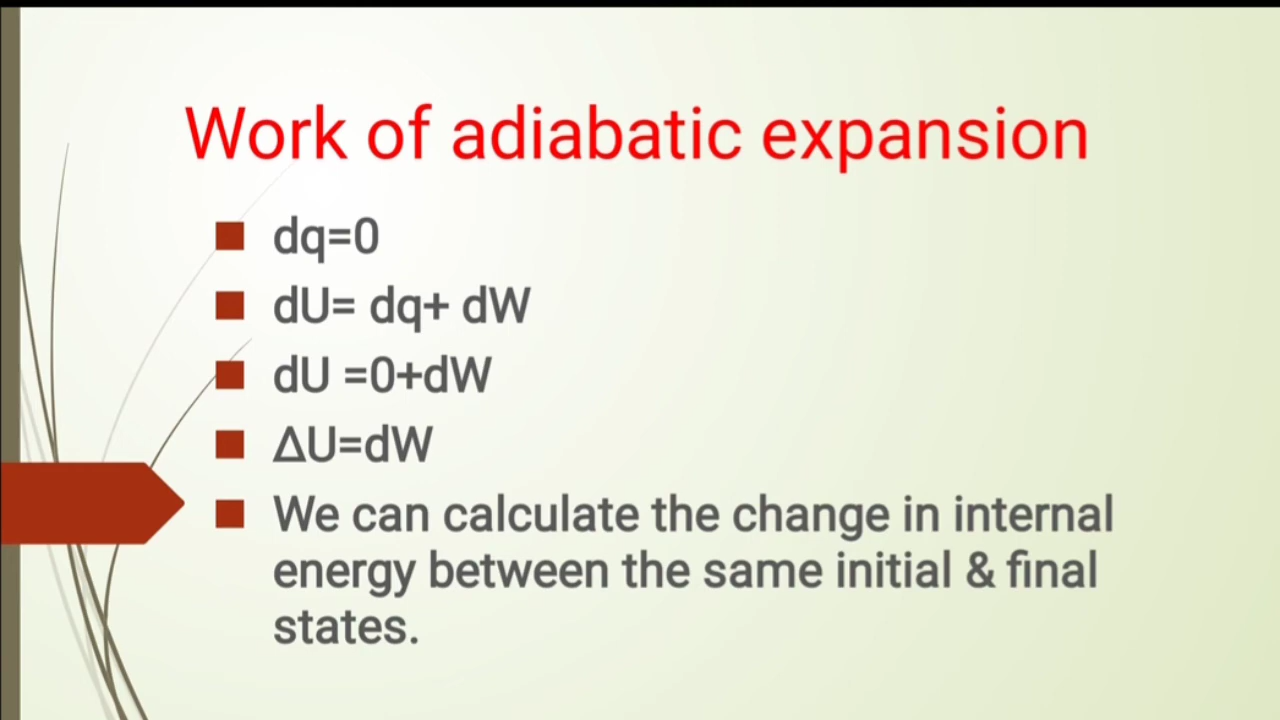 Work of adiabatic expansion
dq=0
dU= dq+ dW
dU =0+dW
ΔU=dW
We can calculate the change in internal
energy between the same initial & final
states.